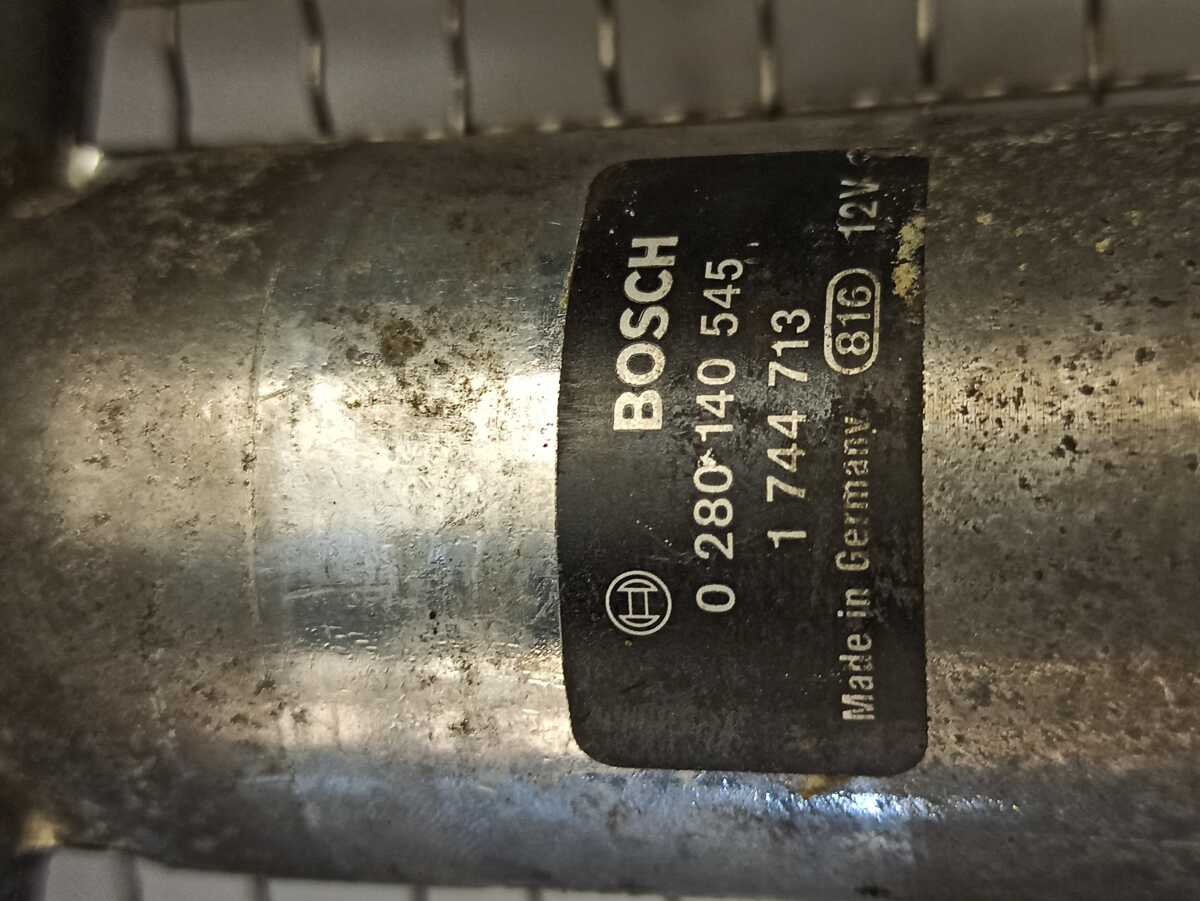 BOSCH
0 280 140 545
1 744 713
Made in Germany 816 12V